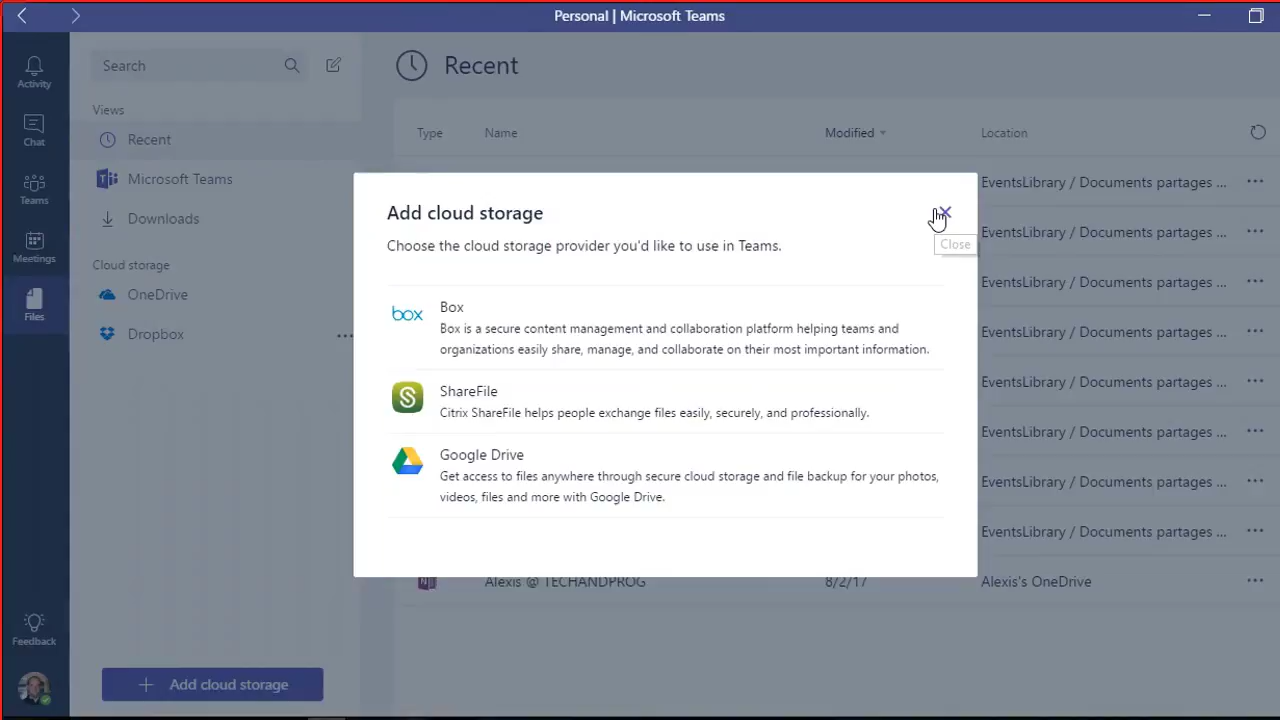 Personal | Microsoft Teams
Activity
Chat
Teams
Meetings
Files
Feedback
Search
Views
Recent
Microsoft Teams
Downloads
Cloud storage
OneDrive
Dropbox
Add cloud storage
Recent
Type Name Modified Location
EventsLibrary / Documents partages ...
EventsLibrary / Documents partages ...
EventsLibrary / Documents partages ...
EventsLibrary / Documents partages ...
EventsLibrary / Documents partages ...
EventsLibrary / Documents partages ...
EventsLibrary / Documents partages ...
EventsLibrary / Documents partages ...
Alexis @ TECHANDPROG 8/2/17 Alexis's OneDrive
Add cloud storage
Close
Choose the cloud storage provider you'd like to use in Teams.
box
Box
Box is a secure content management and collaboration platform helping teams and
organizations easily share, manage, and collaborate on their most important information.
S
ShareFile
Citrix ShareFile helps people exchange files easily, securely, and professionally.
Google Drive
Get access to files anywhere through secure cloud storage and file backup for your photos,
videos, files and more with Google Drive.